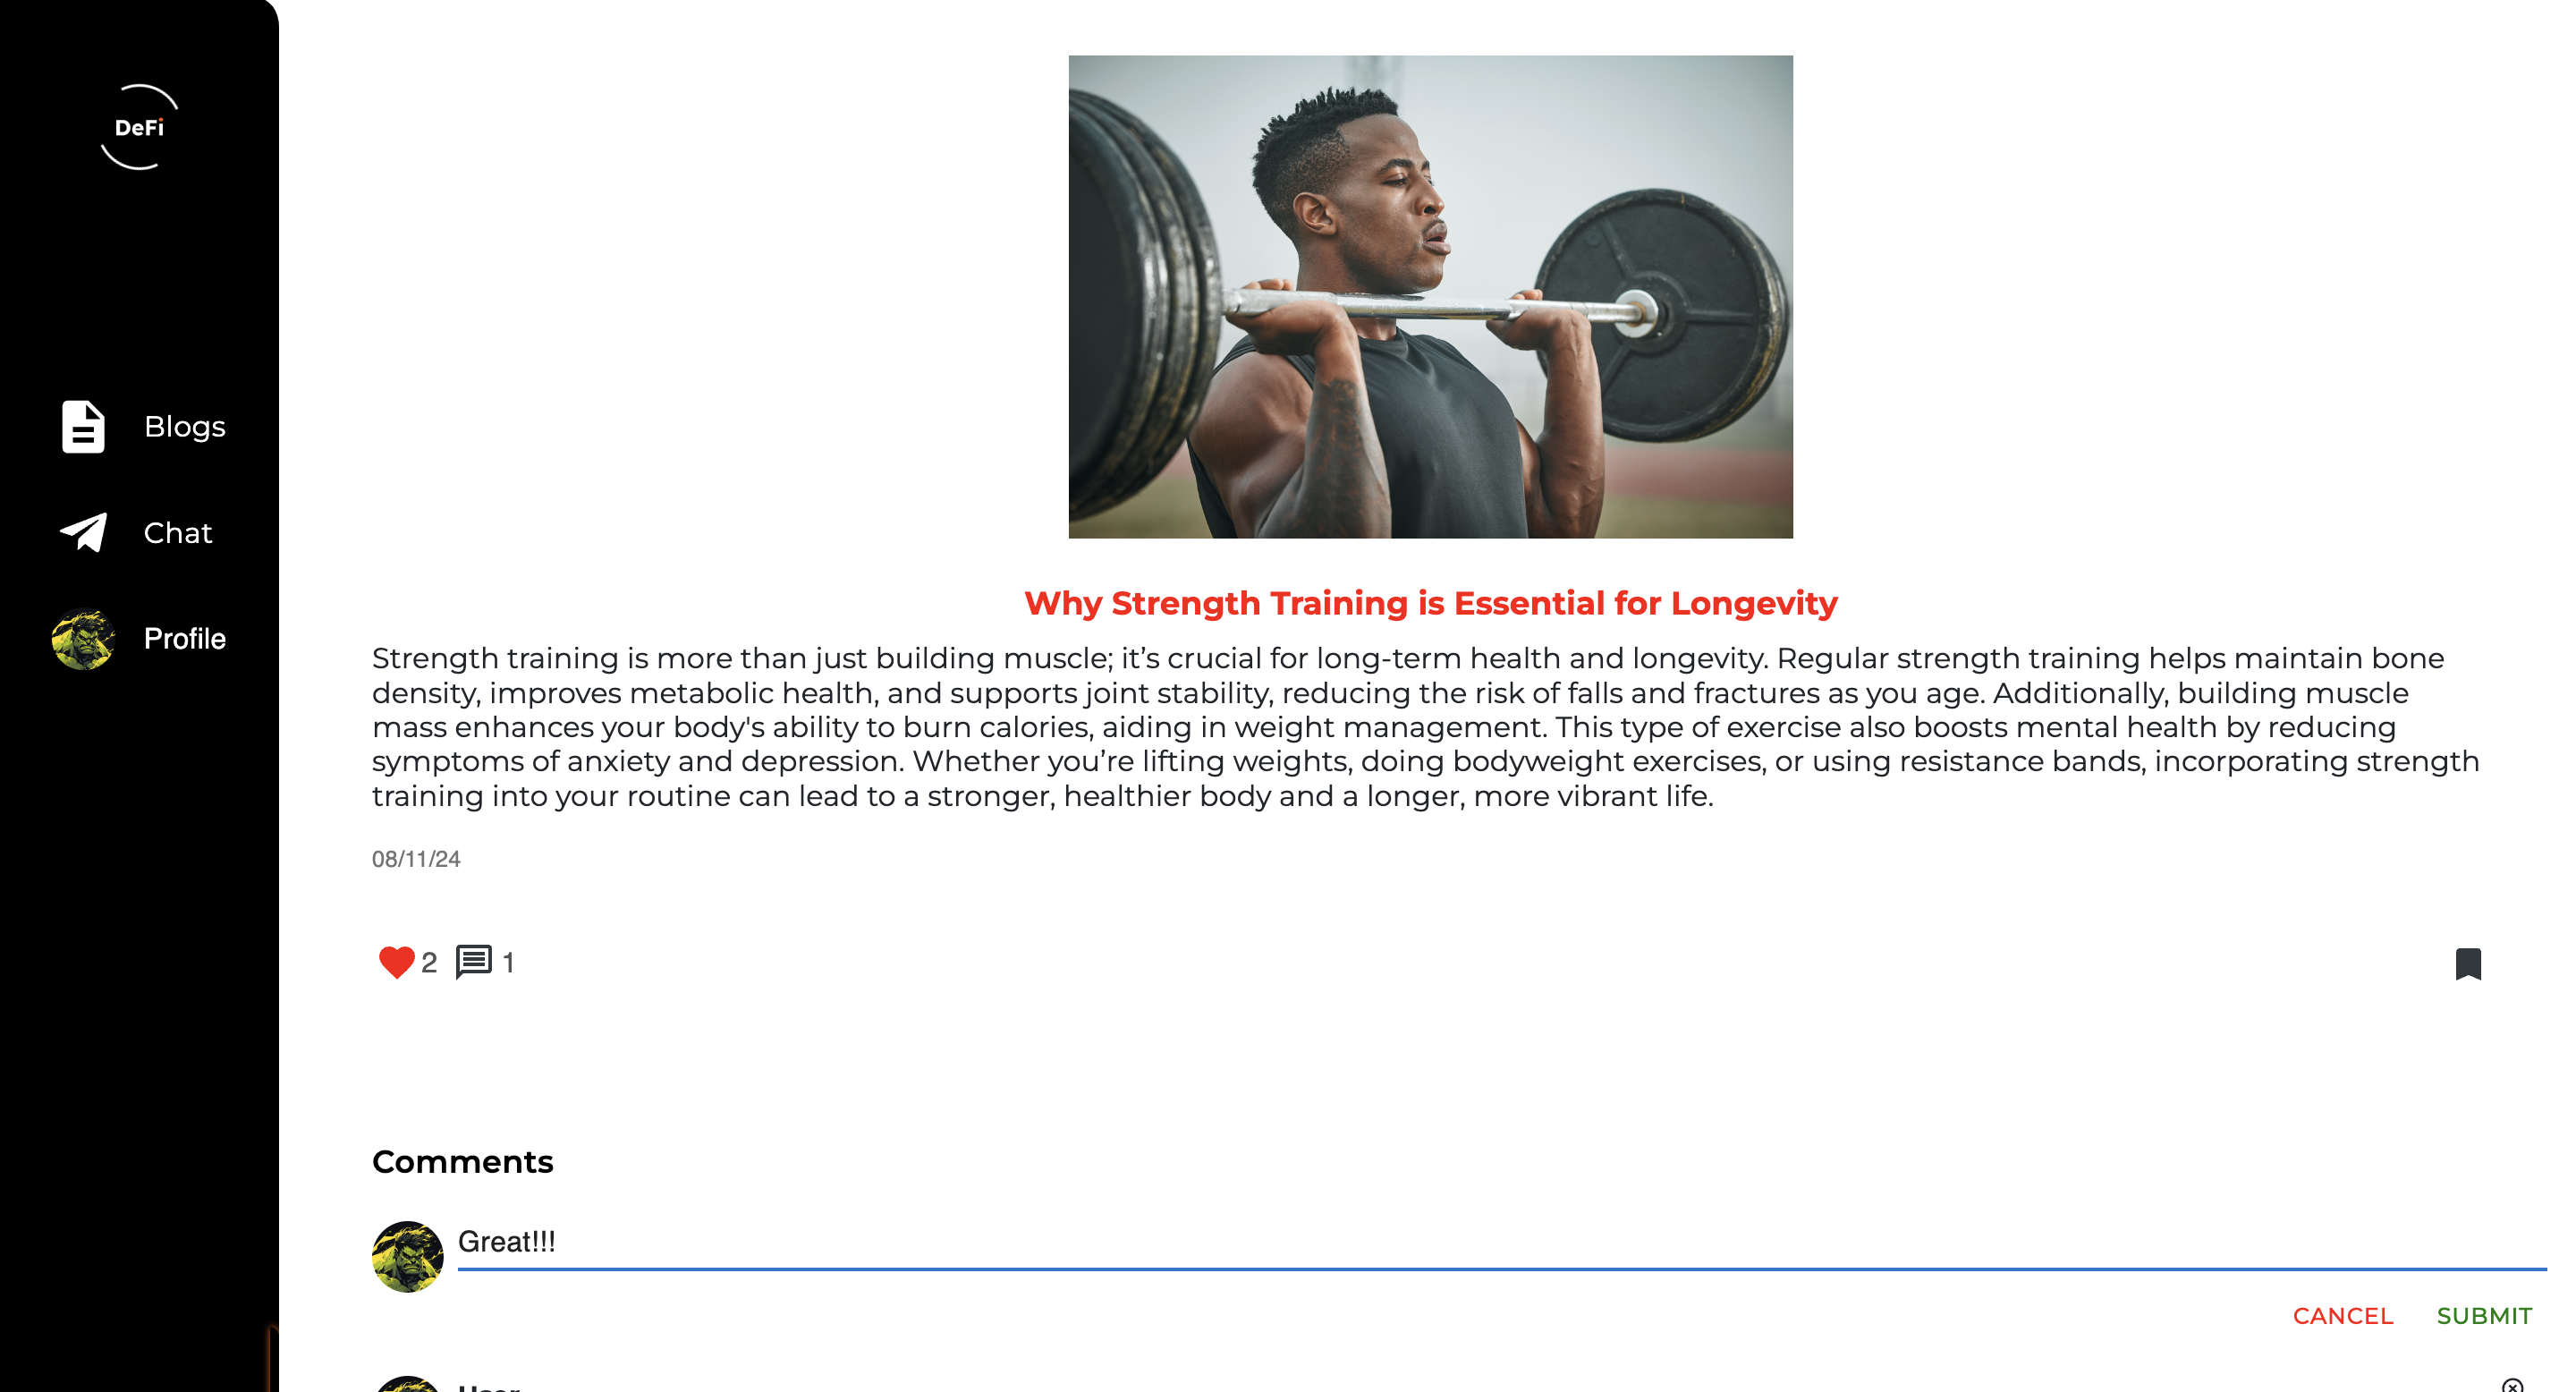 DeFi
Blogs
Chat
Profile
Why Strength Training is Essential for Longevity
Strength training is more than just building muscle; it’s crucial for long-term health and longevity. Regular strength training helps maintain bone
density, improves metabolic health, and supports joint stability, reducing the risk of falls and fractures as you age. Additionally, building muscle
mass enhances your body's ability to burn calories, aiding in weight management. This type of exercise also boosts mental health by reducing
symptoms of anxiety and depression. Whether you’re lifting weights, doing bodyweight exercises, or using resistance bands, incorporating strength
training into your routine can lead to a stronger, healthier body and a longer, more vibrant life.
08/11/24
2 1
Comments
Great!!!
CANCEL SUBMIT